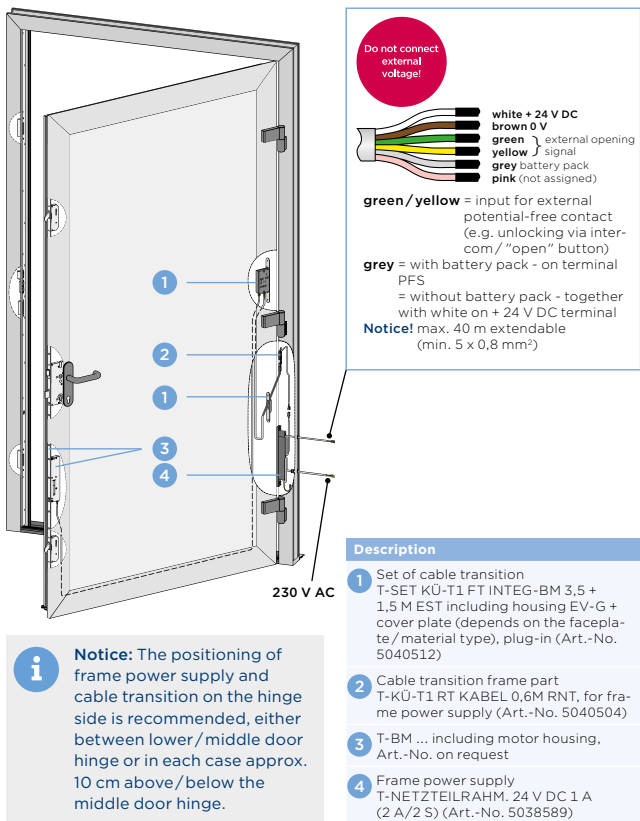 Do not connect
external
voltage!
white + 24 V DC
brown 0 V
green } external opening
yellow signal
grey battery pack
pink (not assigned)
green / yellow = input for external
potential-free contact
(e.g. unlocking via inter-
com / "open" button)
grey = with battery pack - on terminal
PFS
= without battery pack - together
with white on + 24 V DC terminal
Notice! max. 40 m extendable
(min. 5 x 0,8 mm²)
1
2
1
3
4
230 V AC
i
Notice: The positioning of
frame power supply and
cable transition on the hinge
side is recommended, either
between lower / middle door
hinge or in each case approx.
10 cm above / below the
middle door hinge.
Description
1 Set of cable transition
T-SET KÜ-T1 FT INTEG-BM 3,5 +
1,5 M EST including housing EV-G +
cover plate (depends on the facepla-
te / material type), plug-in (Art.-No.
5040512)
2 Cable transition frame part
T-KÜ-T1 RT KABEL 0,6M RNT, for fra-
me power supply (Art.-No. 5040504)
3 T-BM ... including motor housing,
Art.-No. on request
4 Frame power supply
T-NETZTEILRAHM. 24 V DC 1 A
(2 A/2 S) (Art.-No. 5038589)